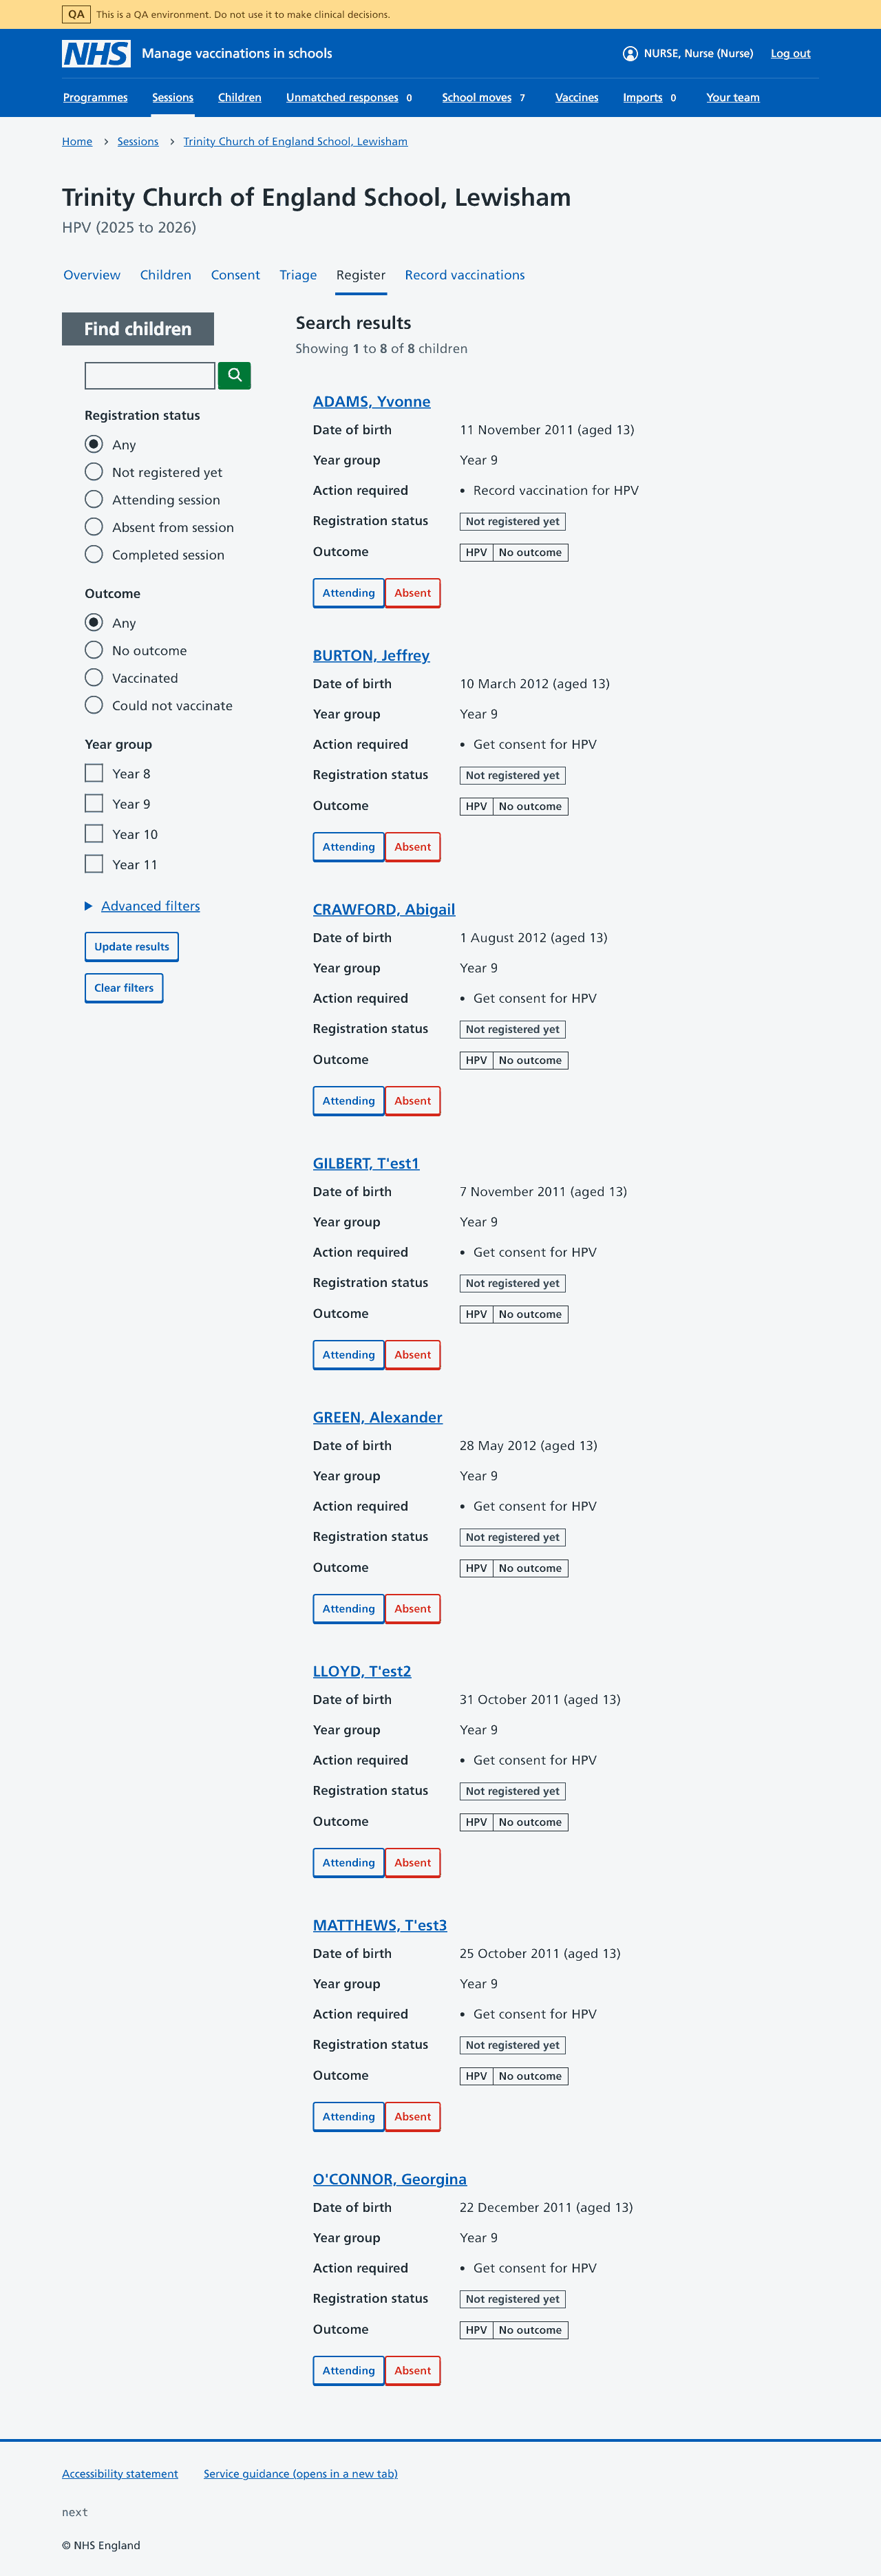 QA This is a QA environment. Do not use it to make clinical decisions.
NHS Manage vaccinations in schools NURSE, Nurse (Nurse) Log out
Programmes Sessions Children Unmatched responses 0 School moves 7 Vaccines Imports 0 Your team
Home Sessions Trinity Church of England School, Lewisham
Trinity Church of England School, Lewisham
HPV (2025 to 2026)
Overview Children Consent Triage Register Record vaccinations
Find children
Registration status
Any
Not registered yet
Attending session
Absent from session
Completed session
Outcome
Any
No outcome
Vaccinated
Could not vaccinate
Year group
Year 8
Year 9
Year 10
Year 11
Advanced filters
Update results
Clear filters
Search results
Showing 1 to 8 of 8 children
ADAMS, Yvonne
Date of birth 11 November 2011 (aged 13)
Year group Year 9
Action required • Record vaccination for HPV
Registration status Not registered yet
Outcome HPV No outcome
Attending Absent
BURTON, Jeffrey
Date of birth 10 March 2012 (aged 13)
Year group Year 9
Action required • Get consent for HPV
Registration status Not registered yet
Outcome HPV No outcome
Attending Absent
CRAWFORD, Abigail
Date of birth 1 August 2012 (aged 13)
Year group Year 9
Action required • Get consent for HPV
Registration status Not registered yet
Outcome HPV No outcome
Attending Absent
GILBERT, T'est1
Date of birth 7 November 2011 (aged 13)
Year group Year 9
Action required • Get consent for HPV
Registration status Not registered yet
Outcome HPV No outcome
Attending Absent
GREEN, Alexander
Date of birth 28 May 2012 (aged 13)
Year group Year 9
Action required • Get consent for HPV
Registration status Not registered yet
Outcome HPV No outcome
Attending Absent
LLOYD, T'est2
Date of birth 31 October 2011 (aged 13)
Year group Year 9
Action required • Get consent for HPV
Registration status Not registered yet
Outcome HPV No outcome
Attending Absent
MATTHEWS, T'est3
Date of birth 25 October 2011 (aged 13)
Year group Year 9
Action required • Get consent for HPV
Registration status Not registered yet
Outcome HPV No outcome
Attending Absent
O'CONNOR, Georgina
Date of birth 22 December 2011 (aged 13)
Year group Year 9
Action required • Get consent for HPV
Registration status Not registered yet
Outcome HPV No outcome
Attending Absent
Accessibility statement Service guidance (opens in a new tab)
next
© NHS England